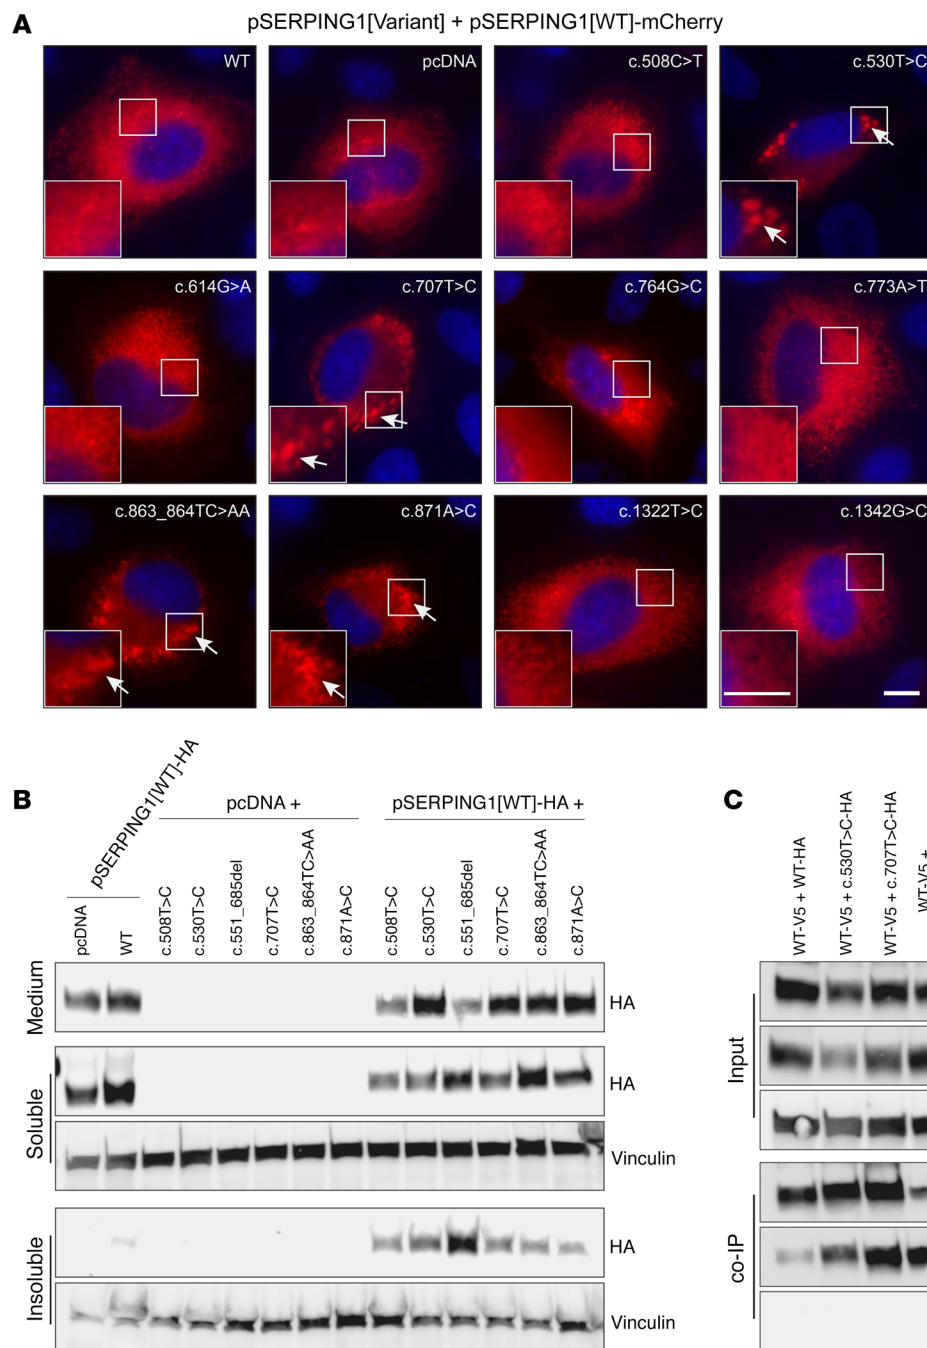 A
pSERPING1[Variant] + pSERPING1[WT]-mCherry
WT
pcDNA
c.508C>T
c.530T>C
c.614G>A
c.707T>C
c.764G>C
c.773A>T
c.863_864TC>AA
c.871A>C
c.1322T>C
c.1342G>C
B
pSERPING1[WT]-HA
pcDNA +
pSERPING1[WT]-HA +
pcDNA
WT
c.508T>C
c.530T>C
c.551_685del
c.707T>C
c.863_864TC>AA
c.871A>C
c.508T>C
c.530T>C
c.551_685del
c.707T>C
c.863_864TC>AA
c.871A>C
Medium
HA
Soluble
HA
Vinculin
Insoluble
HA
Vinculin
C
WT-V5 + WT-HA
WT-V5 + c.530T>C-HA
WT-V5 + c.707T>C-HA
WT-V5 +
Input
co-IP